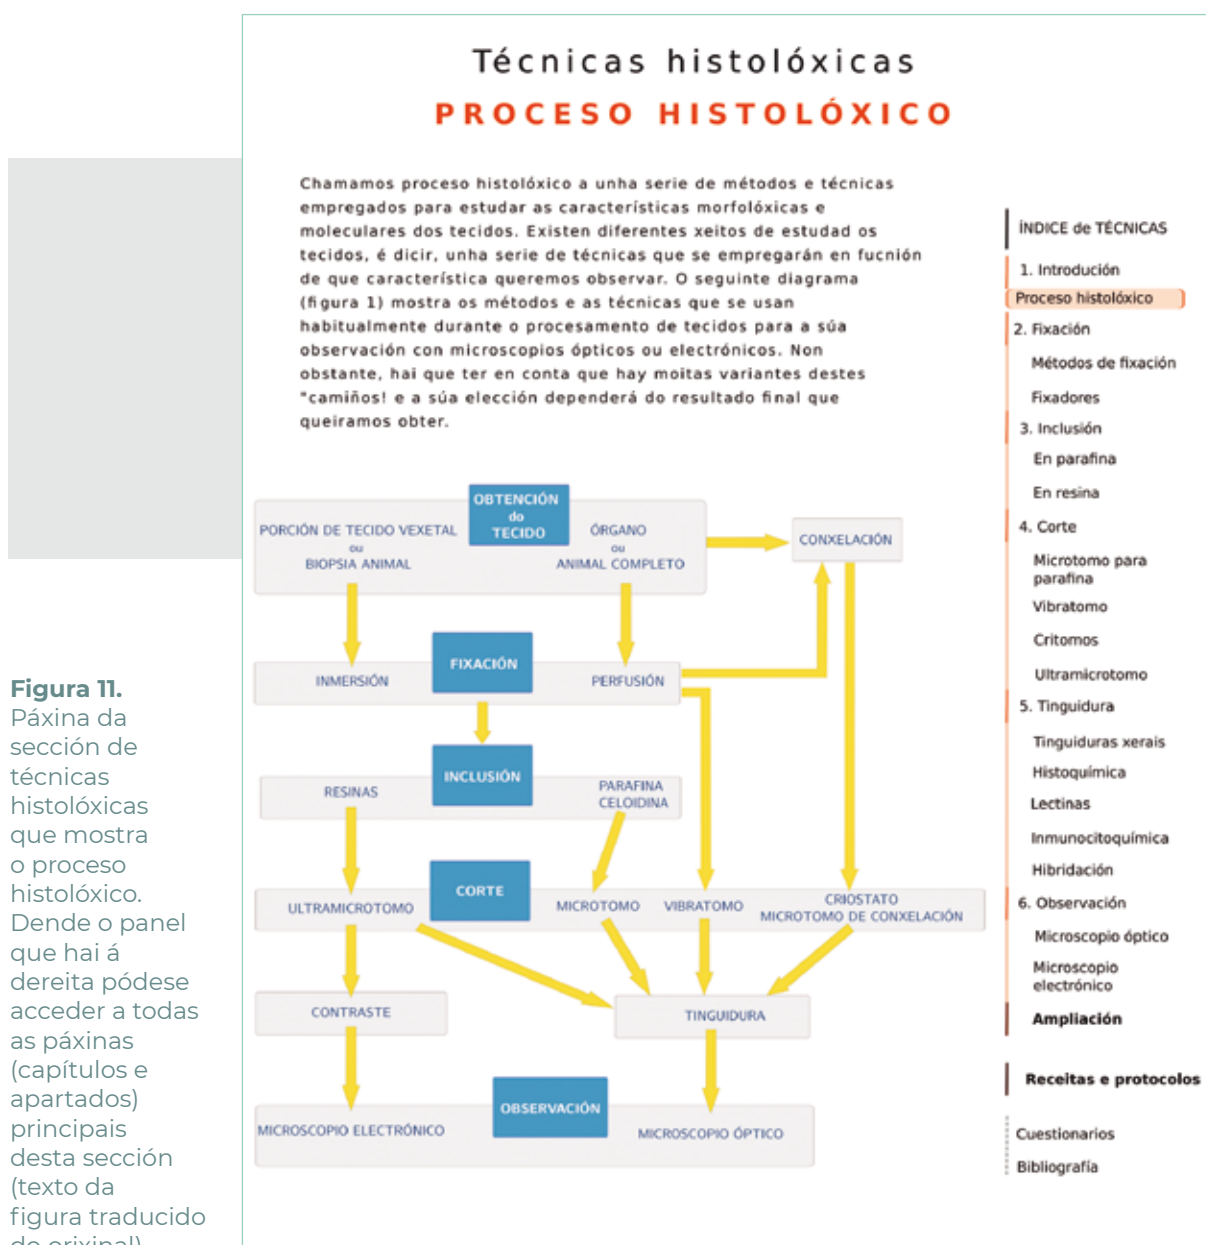 Técnicas histolóxicas
PROCESO HISTOLÓXICO
Chamamos proceso histolóxico a unha serie de métodos e técnicas
empregados para estudar as características morfolóxicas e
moleculares dos tecidos. Existen diferentes xeitos de estudad os
tecidos, é dicir, unha serie de técnicas que se empregarán en fucnión
de que característica queremos observar. O seguinte diagrama
(figura 1) mostra os métodos e as técnicas que se usan
habitualmente durante o procesamento de tecidos para a súa
observación con microscopios ópticos ou electrónicos. Non
obstante, hai que ter en conta que hay moitas variantes destes
"camiños! e a súa elección dependerá do resultado final que
queiramos obter.
OBTENCIÓN
do
TECIDO
PORCIÓN DE TECIDO VEXETAL
ou
BIOPSIA ANIMAL
ÓRGANO
ou
ANIMAL COMPLETO
CONXELACIÓN
FIXACIÓN
INMERSIÓN
PERFUSIÓN
INCLUSIÓN
RESINAS
PARAFINA
CELOIDINA
CORTE
ULTRAMICROTOMO
MICROTOMO
VIBRATOMO
CRIOSTATO
MICROTOMO DE CONXELACIÓN
CONTRASTE
TINGUIDURA
OBSERVACIÓN
MICROSCOPIO ELECTRÓNICO
MICROSCOPIO ÓPTICO
ÍNDICE de TÉCNICAS
1. Introdución
Proceso histolóxico
2. Fixación
Métodos de fixación
Fixadores
3. Inclusión
En parafina
En resina
4. Corte
Microtomo para
parafina
Vibratomo
Critomos
Ultramicrotomo
5. Tinguidura
Tinguiduras xerais
Histoquímica
Lectinas
Inmunocitoquímica
Hibridación
6. Observación
Microscopio óptico
Microscopio
electrónico
Ampliación
Receitas e protocolos
Cuestionarios
Bibliografía
Figura 11.
Páxina da
sección de
técnicas
histolóxicas
que mostra
o proceso
histolóxico.
Dende o panel
que hai á
dereita pódese
acceder a todas
as páxinas
(capítulos e
apartados)
principais
desta sección
(texto da
figura traducido
do orixinal)